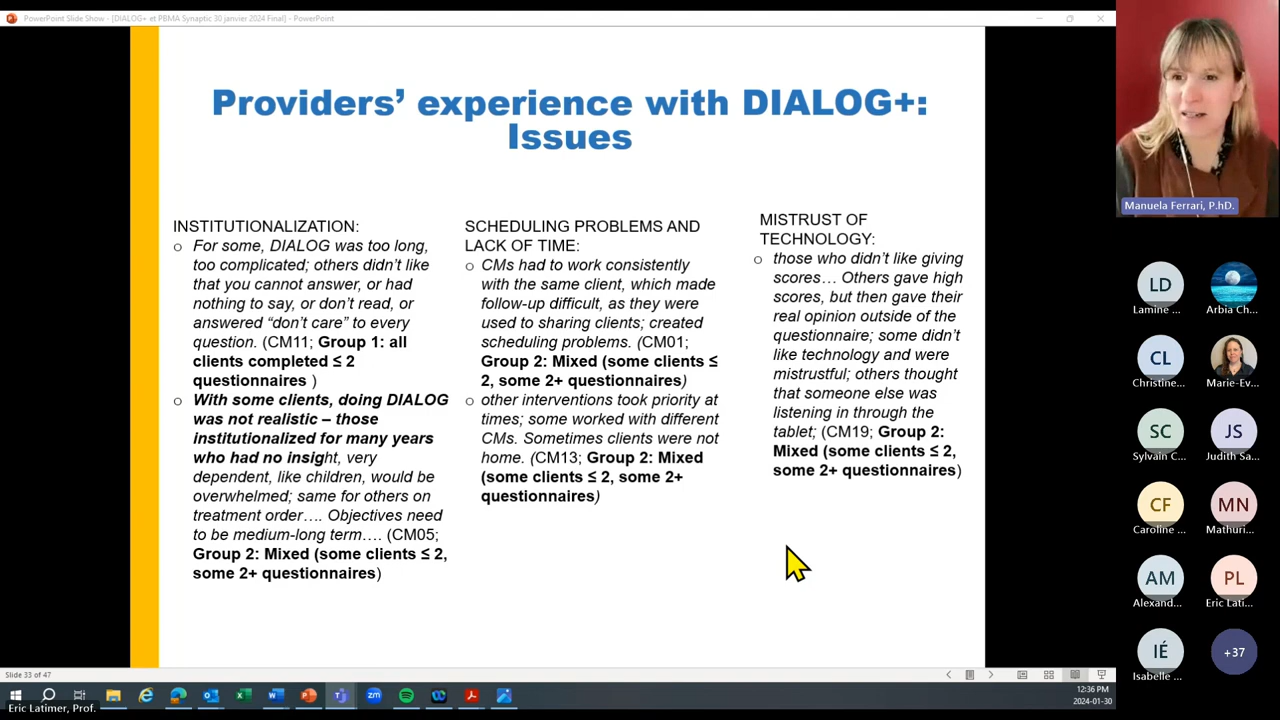 PowerPoint Slide Show - [DIALOG+ et PBMA Synaptic 30 janvier 2024 Final] - PowerPoint
Providers' experience with DIALOG+:
Issues
INSTITUTIONALIZATION:
o For some, DIALOG was too long,
too complicated; others didn't like
that you cannot answer, or had
nothing to say, or don't read, or
answered "don't care" to every
question. (CM11; Group 1: all
clients completed ≤ 2
questionnaires )
o With some clients, doing DIALOG
was not realistic – those
institutionalized for many years
who had no insight, very
dependent, like children, would be
overwhelmed; same for others on
treatment order…. Objectives need
to be medium-long term…. (CM05;
Group 2: Mixed (some clients ≤ 2,
some 2+ questionnaires)
SCHEDULING PROBLEMS AND
LACK OF TIME:
o CMs had to work consistently
with the same client, which made
follow-up difficult, as they were
used to sharing clients; created
scheduling problems. (CM01;
Group 2: Mixed (some clients ≤
2, some 2+ questionnaires)
o other interventions took priority at
times; some worked with different
CMs. Sometimes clients were not
home. (CM13; Group 2: Mixed
(some clients ≤ 2, some 2+
questionnaires)
MISTRUST OF
TECHNOLOGY:
o those who didn't like giving
scores… Others gave high
scores, but then gave their
real opinion outside of the
questionnaire; some didn't
like technology and were
mistrustful; others thought
that someone else was
listening in through the
tablet; (CM19; Group 2:
Mixed (some clients ≤ 2,
some 2+ questionnaires)
Manuela Ferrari, P.hD.
LD
Lamine ...
Arbia Ch...
CL
Christine...
Marie-Ev...
SC
Sylvain C...
JS
Judith Sa...
CF
Caroline ...
MN
Mathuri...
AM
Alexand...
PL
Eric Lati...
IÉ
Isabelle ...
+37
Slide 33 of 47
12:36 PM
2024-01-30
Eric Latimer, Prof.